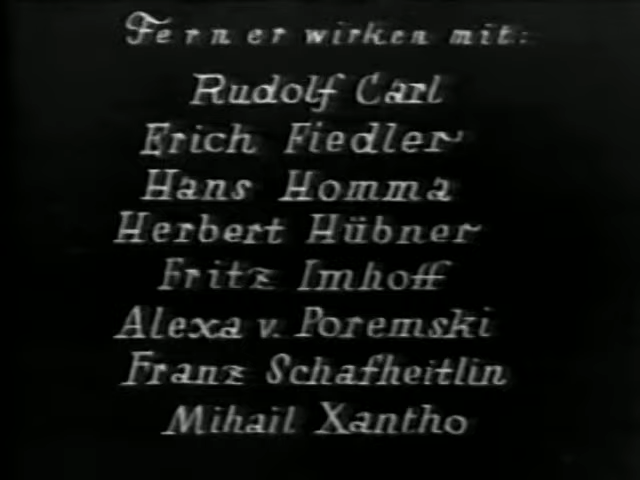 Ferner wirken mit:
Rudolf Carl
Erich Fiedler
Hans Homma
Herbert Hübner
Fritz Imhoff
Alexa v. Poremski
Franz Schafheitlin
Mihail Xantho